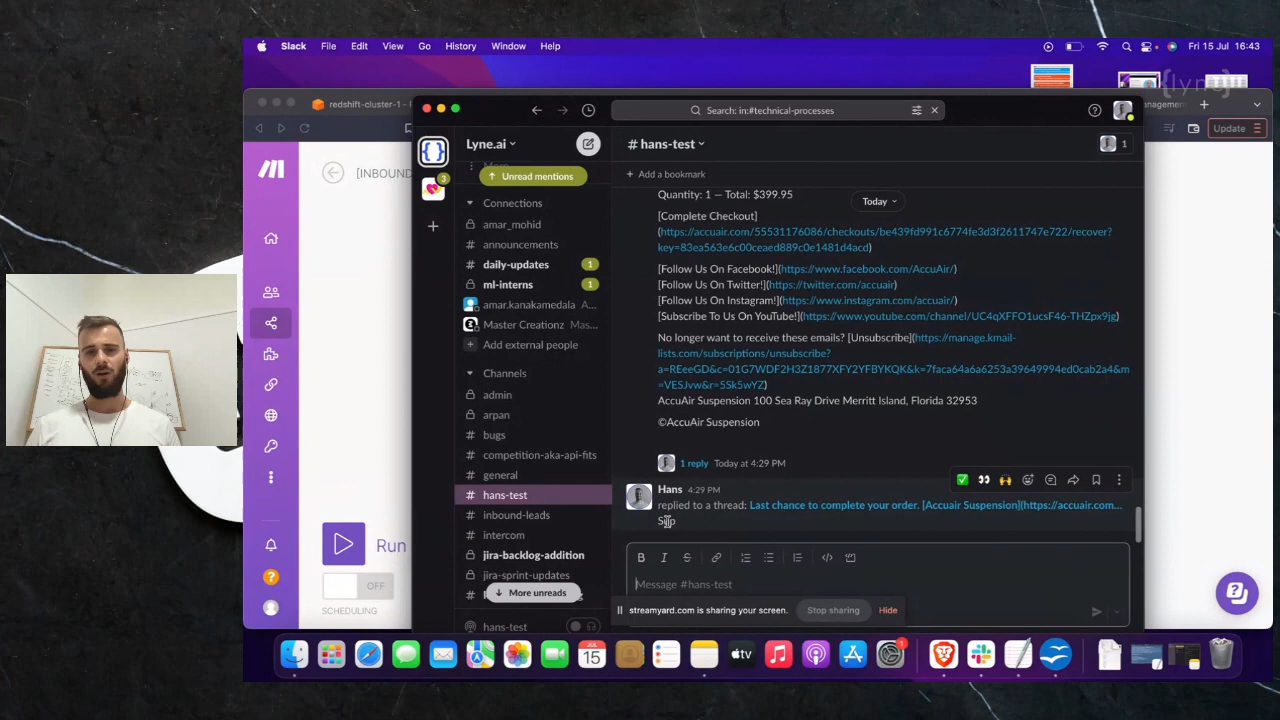 Slack File Edit View Go History Window Help Fri 15 Jul 16:43
{lyne}
redshift-cluster-1 - 
Search: in:#technical-processes
Update
[INBOUND
Lyne.ai
# hans-test
1
3
Unread mentions
Add a bookmark
Connections
amar_mohid
announcements
daily-updates 1
ml-interns 1
amar.kanakamedala A...
Master Creationz Mas...
Add external people
Channels
admin
arpan
bugs
competition-aka-api-fits
general
hans-test
inbound-leads
intercom
jira-backlog-addition
jira-sprint-updates
More unreads
hans-test
Quantity: 1 — Total: $399.95
Today
[Complete Checkout]
(https://accuair.com/55531176086/checkouts/be439fd991c6774fe3d3f2611747e722/recover?
key=83ea563e6c00ceaed889c0e1481d4acd)
[Follow Us On Facebook!](https://www.facebook.com/AccuAir/)
[Follow Us On Twitter!](https://twitter.com/accuair)
[Follow Us On Instagram!](https://www.instagram.com/accuair/)
[Subscribe To Us On YouTube!](https://www.youtube.com/channel/UC4qXFFO1ucsF46-THZpx9jg)
No longer want to receive these emails? [Unsubscribe](https://manage.kmail-
lists.com/subscriptions/unsubscribe?
a=REeeGD&c=01G7WDF2H3Z1877XFY2YFBYKQK&k=7faca64a6a6253a39649994ed0cab2a4&m
=VESJvw&r=5Sk5wYZ)
AccuAir Suspension 100 Sea Ray Drive Merritt Island, Florida 32953
©AccuAir Suspension
1 reply Today at 4:29 PM
Hans 4:29 PM
replied to a thread: Last chance to complete your order. [Accuair Suspension](https://accuair.com...
Message #hans-test
streamyard.com is sharing your screen. Stop sharing Hide
Run
OFF
SCHEDULING
JUL
15
tv
1